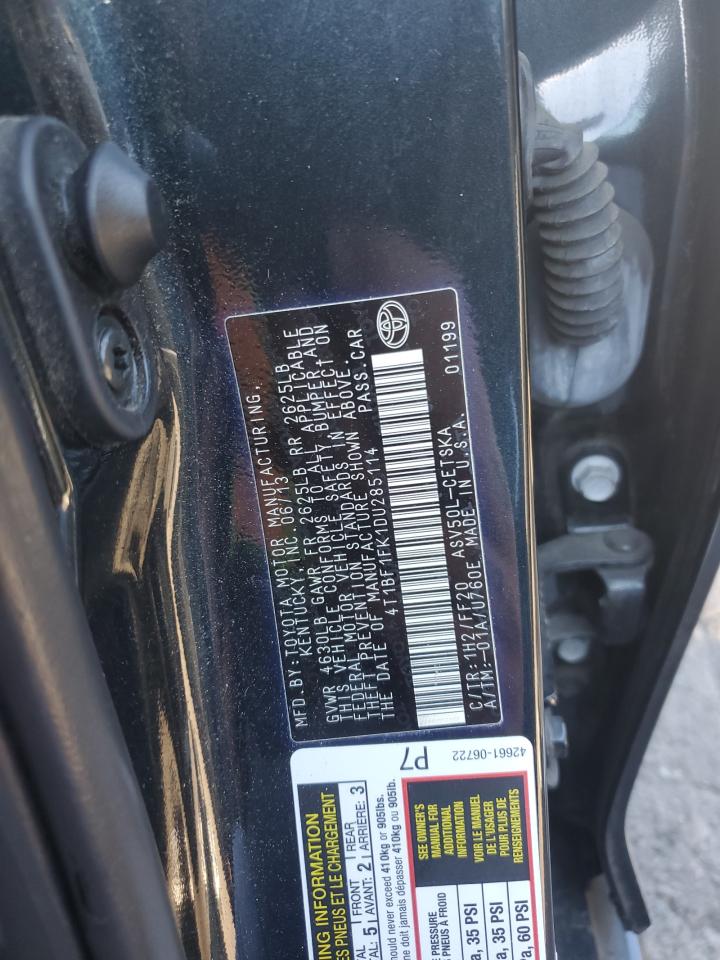 MFD.BY:TOYOTA MOTOR MANUFACTURING,
KENTUCKY, INC. 06/13
GVWR 4630LB GAWR FR 2625LB RR 2625LB
THIS VEHICLE CONFORMS TO ALL APPLICABLE
FEDERAL MOTOR VEHICLE SAFETY, BUMPER AND
THEFT PREVENTION STANDARDS IN EFFECT ON
THE DATE OF MANUFACTURE SHOWN ABOVE.
4T1BF1FK1DU285114 PASS.CAR
01199
C/TR:1H2/FF20 ASV50L-CETSKA
A/TM:-01A/U760E MADE IN U.S.A.
P7
42661-06722
INFORMATION
ES PNEUS ET LE CHARGEMENT
TAL: 5
FRONT
AVANT: 2
REAR
ARRIÈRE: 3
should never exceed 410kg or 905lbs.
ne doit jamais dépasser 410kg ou 905lb.
PRESSURE
PNEUS À FROID
SEE OWNER'S
MANUAL FOR
ADDITIONAL
INFORMATION
VOIR LE MANUEL
DE L'USAGER
POUR PLUS DE
RENSEIGNEMENTS
a, 35 PSI
a, 35 PSI
a, 60 PSI